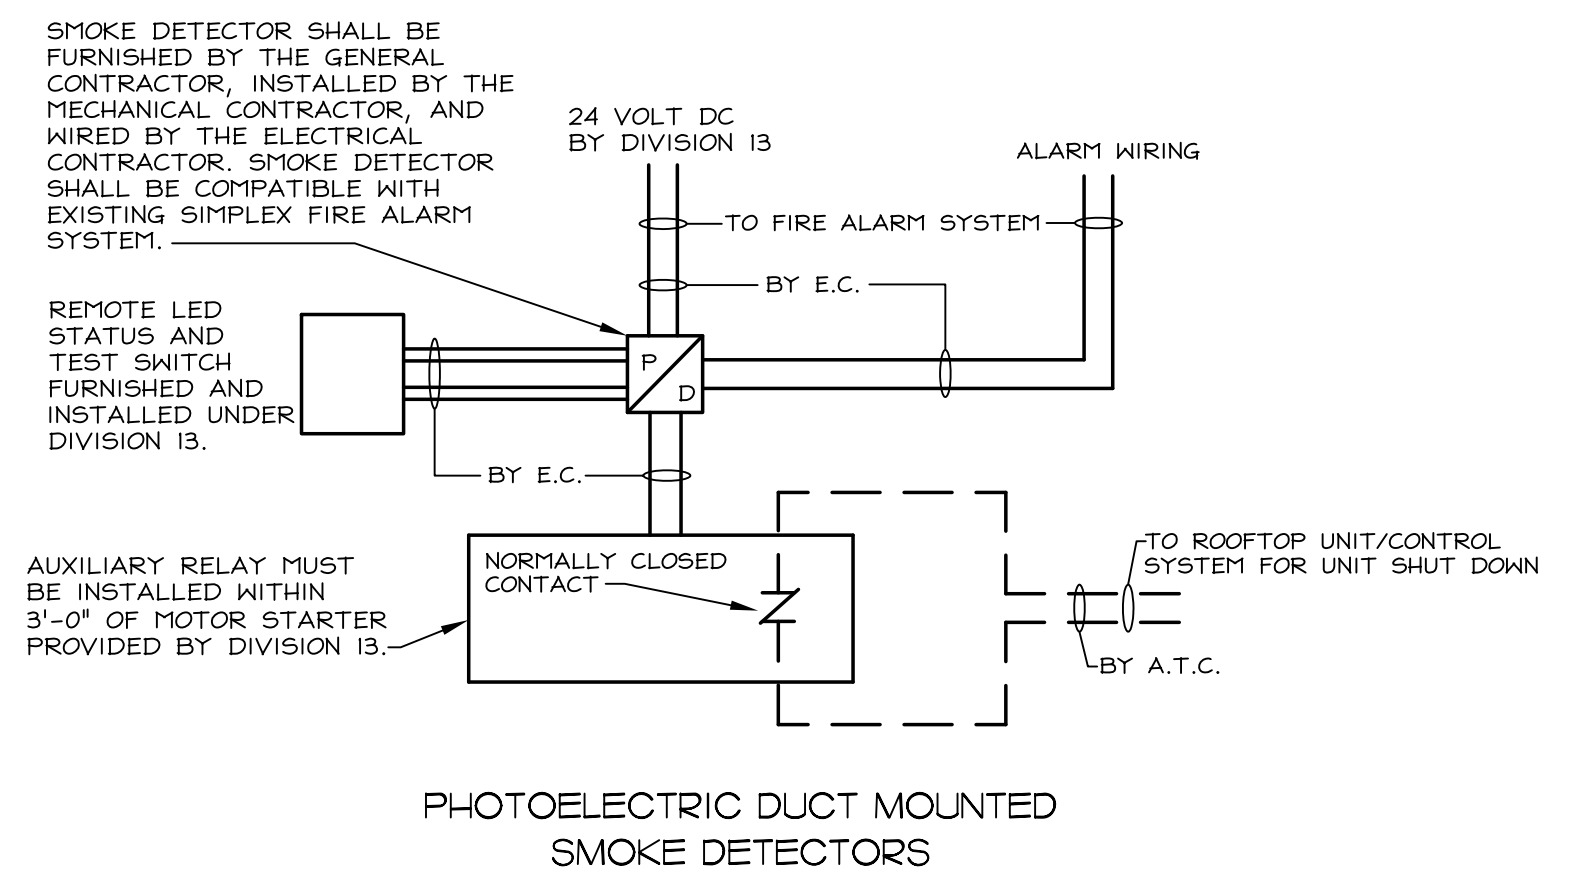 SMOKE DETECTOR SHALL BE
FURNISHED BY THE GENERAL
CONTRACTOR, INSTALLED BY THE
MECHANICAL CONTRACTOR, AND
WIRED BY THE ELECTRICAL
CONTRACTOR. SMOKE DETECTOR
SHALL BE COMPATIBLE WITH
EXISTING SIMPLEX FIRE ALARM
SYSTEM.
24 VOLT DC
BY DIVISION 13
ALARM WIRING
TO FIRE ALARM SYSTEM
BY E.C.
REMOTE LED
STATUS AND
TEST SWITCH
FURNISHED AND
INSTALLED UNDER
DIVISION 13.
P
D
BY E.C.
AUXILIARY RELAY MUST
BE INSTALLED WITHIN
3'-0" OF MOTOR STARTER
PROVIDED BY DIVISION 13.
NORMALLY CLOSED
CONTACT
TO ROOFTOP UNIT/CONTROL
SYSTEM FOR UNIT SHUT DOWN
BY A.T.C.
PHOTOELECTRIC DUCT MOUNTED
SMOKE DETECTORS